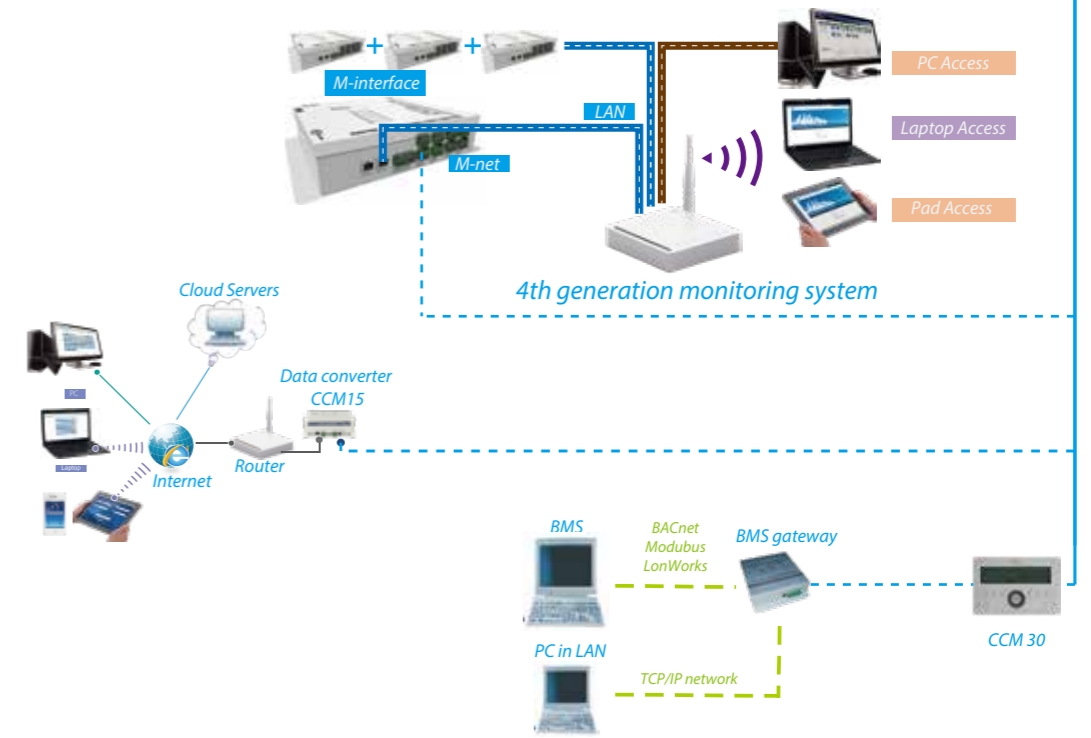 M-interface
PC Access
LAN
Laptop Access
M-net
Pad Access
4th generation monitoring system
Cloud Servers
Data converter
CCM15
PC
Laptop
Internet
Router
BMS
BACnet
Modubus
LonWorks
BMS gateway
CCM 30
PC in LAN
TCP/IP network